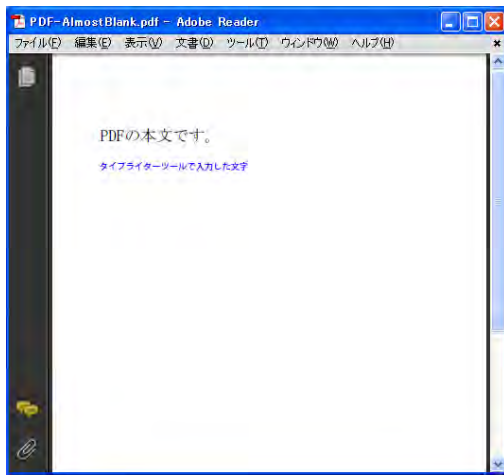 PDF-AlmostBlank.pdf - Adobe Reader
ファイル(F) 編集(E) 表示(V) 文書(D) ツール(T) ウィンドウ(W) ヘルプ(H)
PDFの本文です。
タイプライターツールで入力した文字